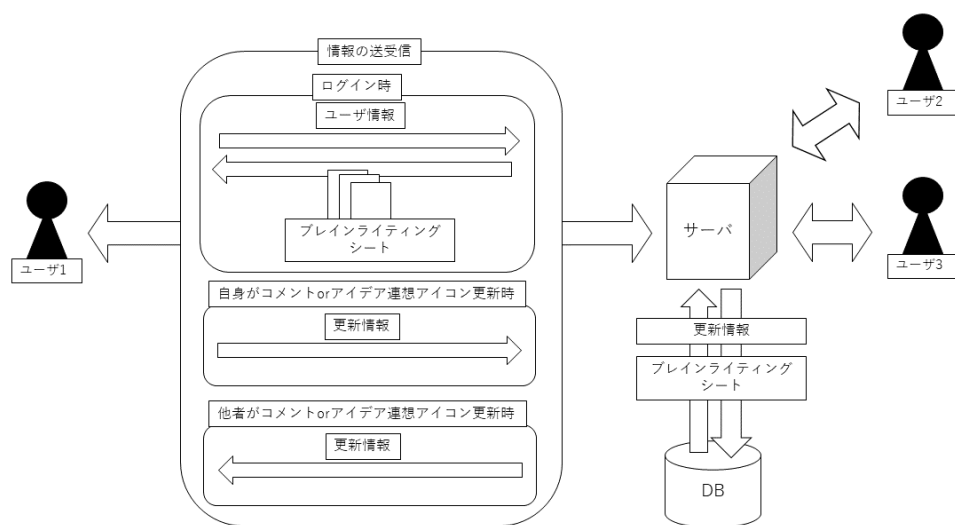 情報の送受信
ログイン時
ユーザ情報
ブレインライティング
シート
自身がコメントorアイデア連想アイコン更新時
更新情報
他者がコメントorアイデア連想アイコン更新時
更新情報
ユーザ1
サーバ
ユーザ2
ユーザ3
更新情報
ブレインライティング
シート
DB